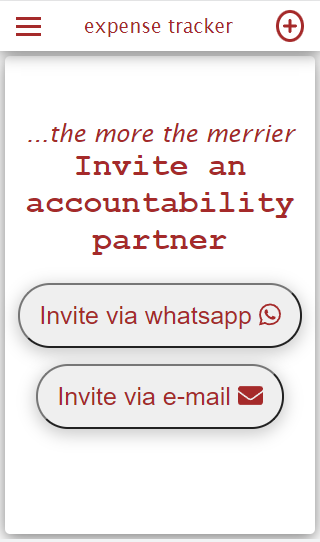 expense tracker
...the more the merrier
Invite an
accountability
partner
Invite via whatsapp
Invite via e-mail